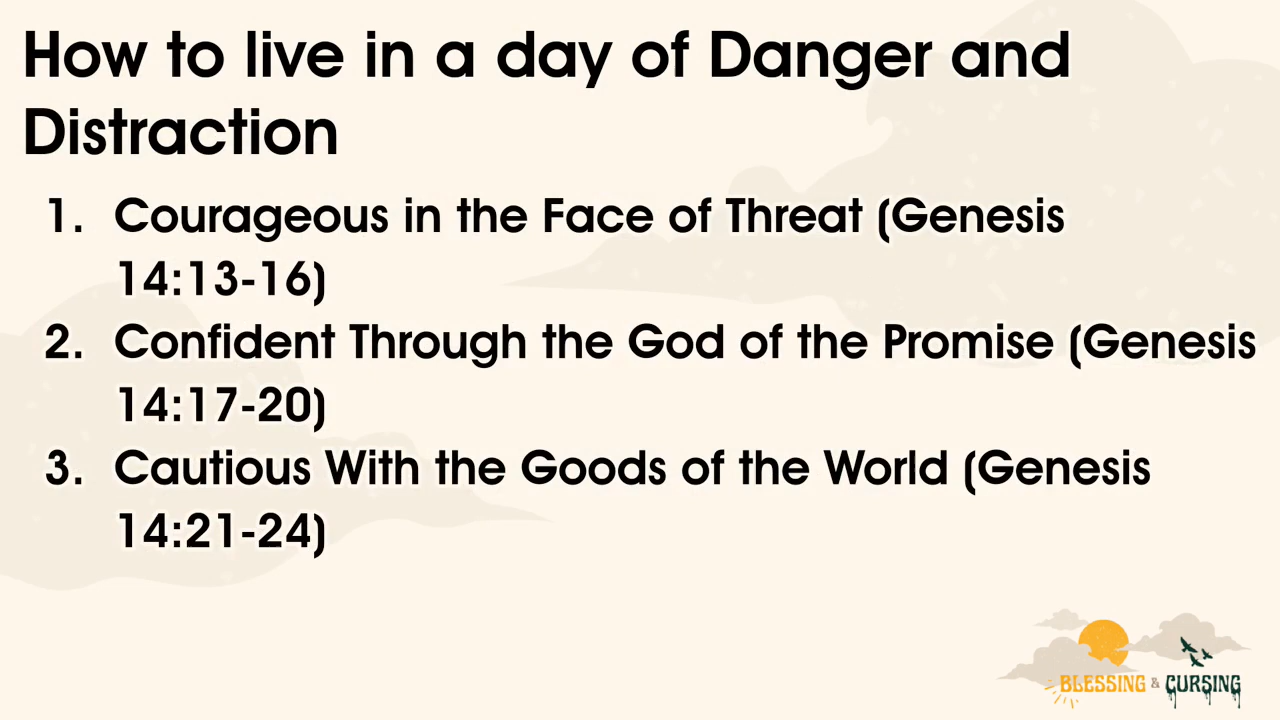 How to live in a day of Danger and
Distraction
1. Courageous in the Face of Threat (Genesis
14:13-16)
2. Confident Through the God of the Promise (Genesis
14:17-20)
3. Cautious With the Goods of the World (Genesis
14:21-24)
BLESSING & CURSING